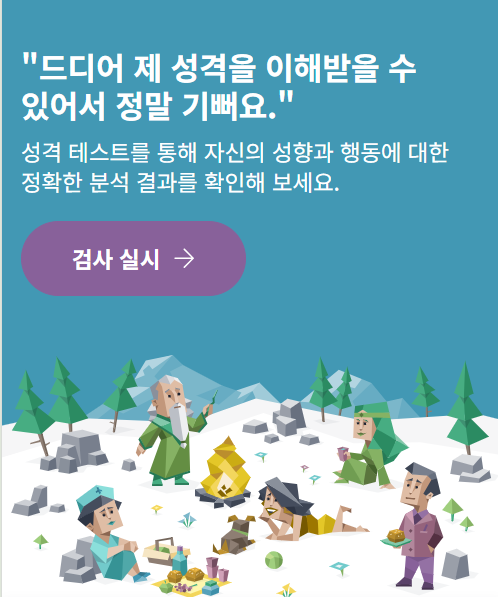 "드디어 제 성격을 이해받을 수
있어서 정말 기뻐요."
성격 테스트를 통해 자신의 성향과 행동에 대한
정확한 분석 결과를 확인해 보세요.
검사 실시 →